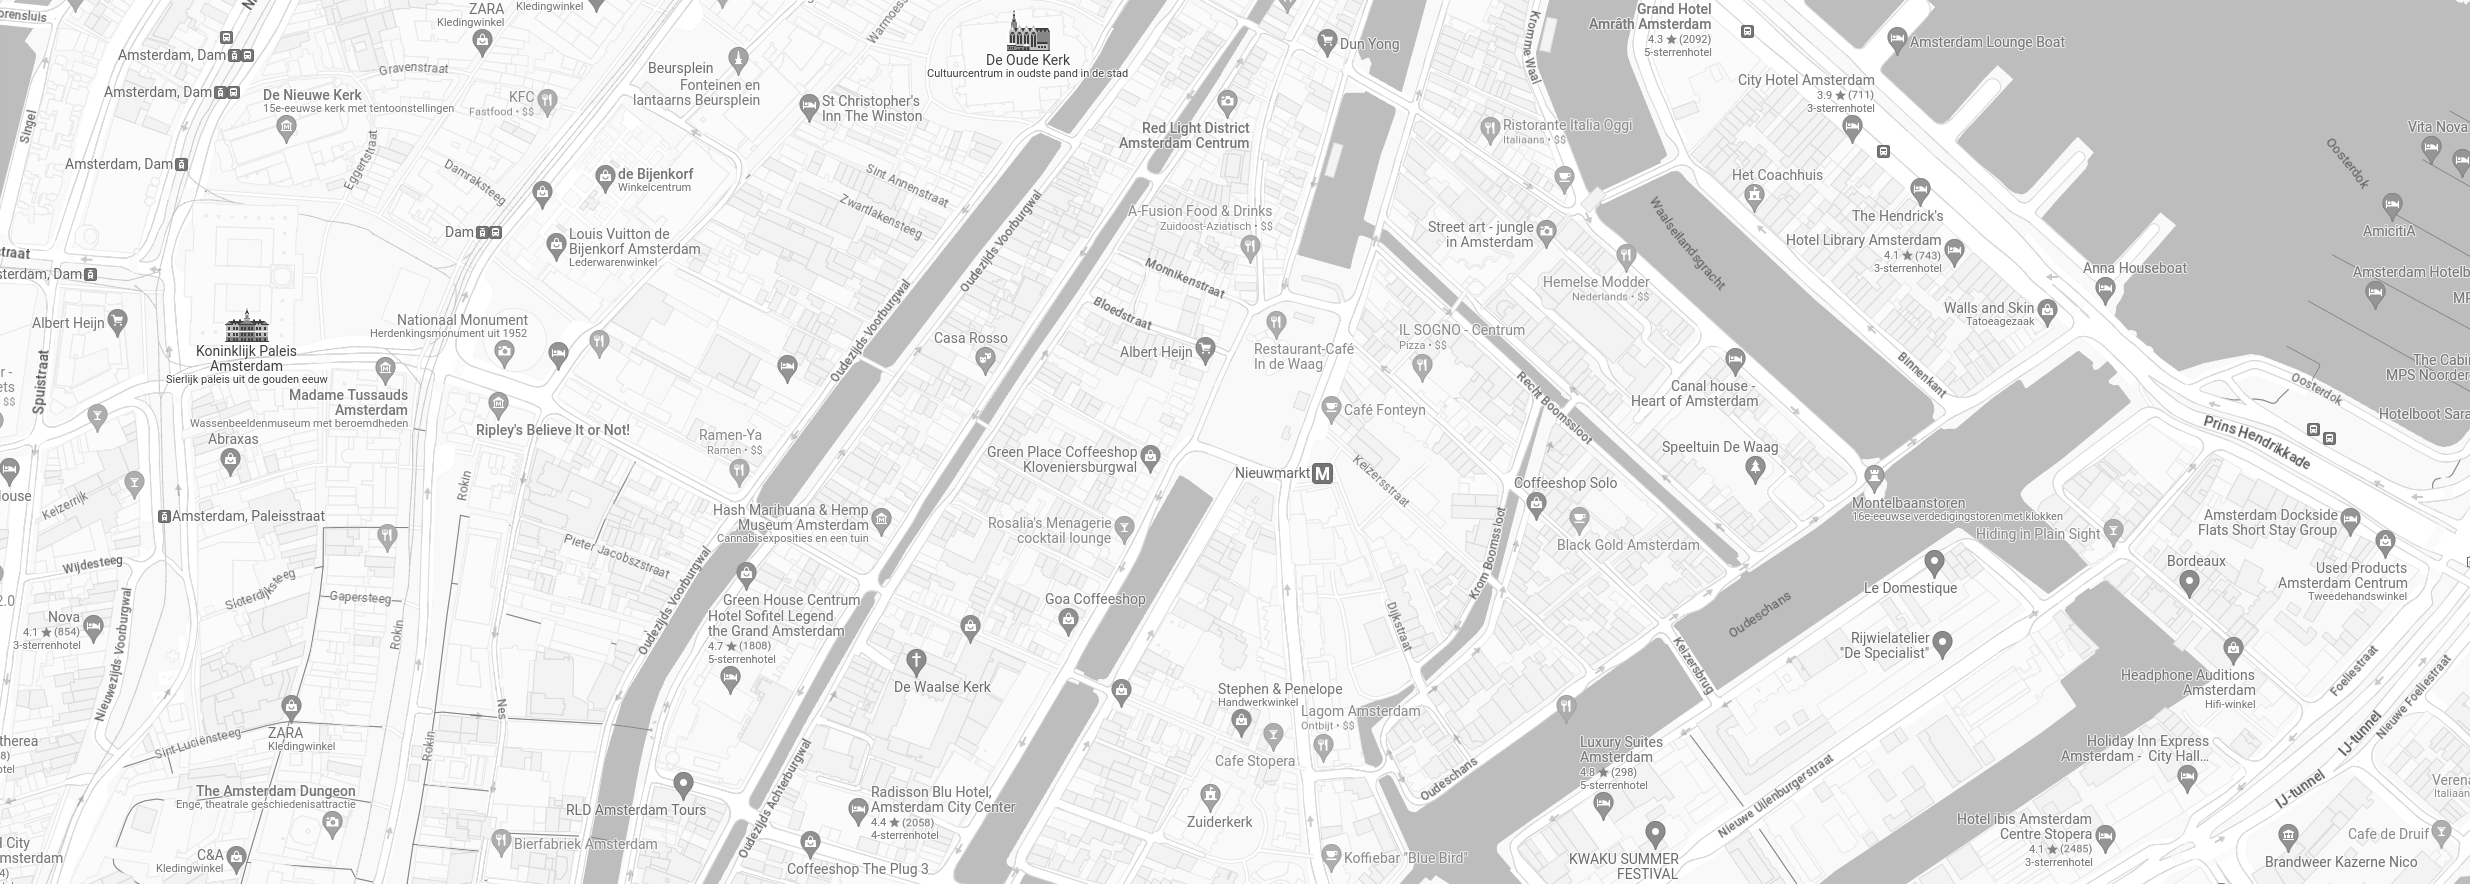 ZARA
Kledingwinkel
Kledingwinkel
Amsterdam, Dam
Gravenstraat
Amsterdam, Dam
De Nieuwe Kerk
15e-eeuwse kerk met tentoonstellingen
KFC
Fastfood • $$
Singel
Eggertstraat
Amsterdam, Dam
Damraksteeg
de Bijenkorf
Winkelcentrum
Beursplein
Fonteinen en
lantaarns Beursplein
St Christopher's
Inn The Winston
De Oude Kerk
Cultuurcentrum in oudste pand in de stad
Sint Annenstraat
Zwartlakensteeg
Dam
Louis Vuitton de
Bijenkorf Amsterdam
Lederwarenwinkel
Oudezijds Voorburgwal
Oudezijds Voorburgwal
Red Light District
Amsterdam Centrum
Dun Yong
Kromme Waal
Grand Hotel
Amrâth Amsterdam
4.3 ★ (2092)
5-sterrenhotel
Amsterdam Lounge Boat
City Hotel Amsterdam
3.9 ★ (711)
3-sterrenhotel
Ristorante Italia Oggi
Italiaans • $$
Het Coachhuis
The Hendrick's
Hotel Library Amsterdam
4.1 ★ (743)
3-sterrenhotel
Oosterdok
Vita Nova
AmicitiÀ
Amsterdam Hotelb
Anna Houseboat
Walls and Skin
Tatoeagezaak
A-Fusion Food & Drinks
Zuidoost-Aziatisch • $$
Street art - jungle
in Amsterdam
Waalseilandsgracht
Hemelse Modder
Nederlands • $$
Monnikenstraat
Bloedstraat
Albert Heijn
Restaurant-Café
In de Waag
IL SOGNO - Centrum
Pizza • $$
Casa Rosso
Albert Heijn
Nationaal Monument
Herdenkingsmonument uit 1952
Koninklijk Paleis
Amsterdam
Sierlijk paleis uit de gouden eeuw
Madame Tussauds
Amsterdam
Wassenbeeldenmuseum met beroemdheden
Spuistraat
Abraxas
Ripley's Believe It or Not!
Ramen-Ya
Ramen • $$
Green Place Coffeeshop
Kloveniersburgwal
Nieuwmarkt
Café Fonteyn
Keizersstraat
Recht Boomssloot
Canal house -
Heart of Amsterdam
Binnenkant
Speeltuin De Waag
Coffeeshop Solo
Black Gold Amsterdam
Montelbaanstoren
16e-eeuwse verdedigingstoren met klokken
Oosterdok
The Cabi
MPS Noorder
Hotelboot Sara
Prins Hendrikkade
Hiding in Plain Sight
Amsterdam Dockside
Flats Short Stay Group
Bordeaux
Used Products
Amsterdam Centrum
Tweedehandswinkel
Le Domestique
Rijwielatelier
"De Specialist"
Oudeschans
Keizersbrug
Krom Boomssloot
Dijkstraat
Hash Marihuana & Hemp
Museum Amsterdam
Cannabisexposities en een tuin
Rosalia's Menagerie
cocktail lounge
Keizerrijk
Rokin
Amsterdam, Paleisstraat
Pieter Jacobszstraat
Wijdesteeg
Sloterdijksteeg
Gapersteeg
Oudezijds Voorburgwal
Green House Centrum
Hotel Sofitel Legend
the Grand Amsterdam
4.7 ★ (1808)
5-sterrenhotel
Goa Coffeeshop
De Waalse Kerk
Nova
4.1 ★ (854)
3-sterrenhotel
Nieuwezijds Voorburgwal
Rokin
Nes
Stephen & Penelope
Handwerkwinkel
Lagom Amsterdam
Ontbijt • $$
Cafe Stopera
ZARA
Kledingwinkel
Sint-Luciënsteeg
Rokin
The Amsterdam Dungeon
Enge, theatrale geschiedenisattractie
RLD Amsterdam Tours
Oudezijds Achterburgwal
Radisson Blu Hotel,
Amsterdam City Center
4.4 ★ (2058)
4-sterrenhotel
Zuiderkerk
Oudeschans
Luxury Suites
Amsterdam
4.8 ★ (298)
5-sterrenhotel
Nieuwe Uilenburgerstraat
Headphone Auditions
Amsterdam
Hifi-winkel
Foeliestraat
Nieuwe Foeliestraat
IJ-tunnel
IJ-tunnel
Holiday Inn Express
Amsterdam - City Hall...
Hotel ibis Amsterdam
Centre Stopera
4.1 ★ (2485)
3-sterrenhotel
Cafe de Druif
Brandweer Kazerne Nico
Bierfabriek Amsterdam
Coffeeshop The Plug 3
Koffiebar "Blue Bird"
KWAKU SUMMER
FESTIVAL
C&A
Kledingwinkel